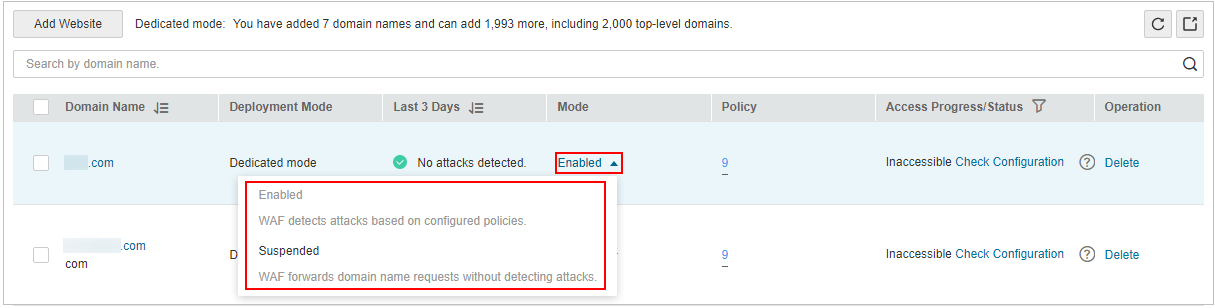 Add Website Dedicated mode: You have added 7 domain names and can add 1,993 more, including 2,000 top-level domains.
Search by domain name.
Domain Name Deployment Mode Last 3 Days Mode Policy Access Progress/Status Operation
.com Dedicated mode No attacks detected. Enabled 9 Inaccessible Check Configuration ? Delete
Enabled
WAF detects attacks based on configured policies.
.com
com D Suspended 9 Inaccessible Check Configuration ? Delete
WAF forwards domain name requests without detecting attacks.